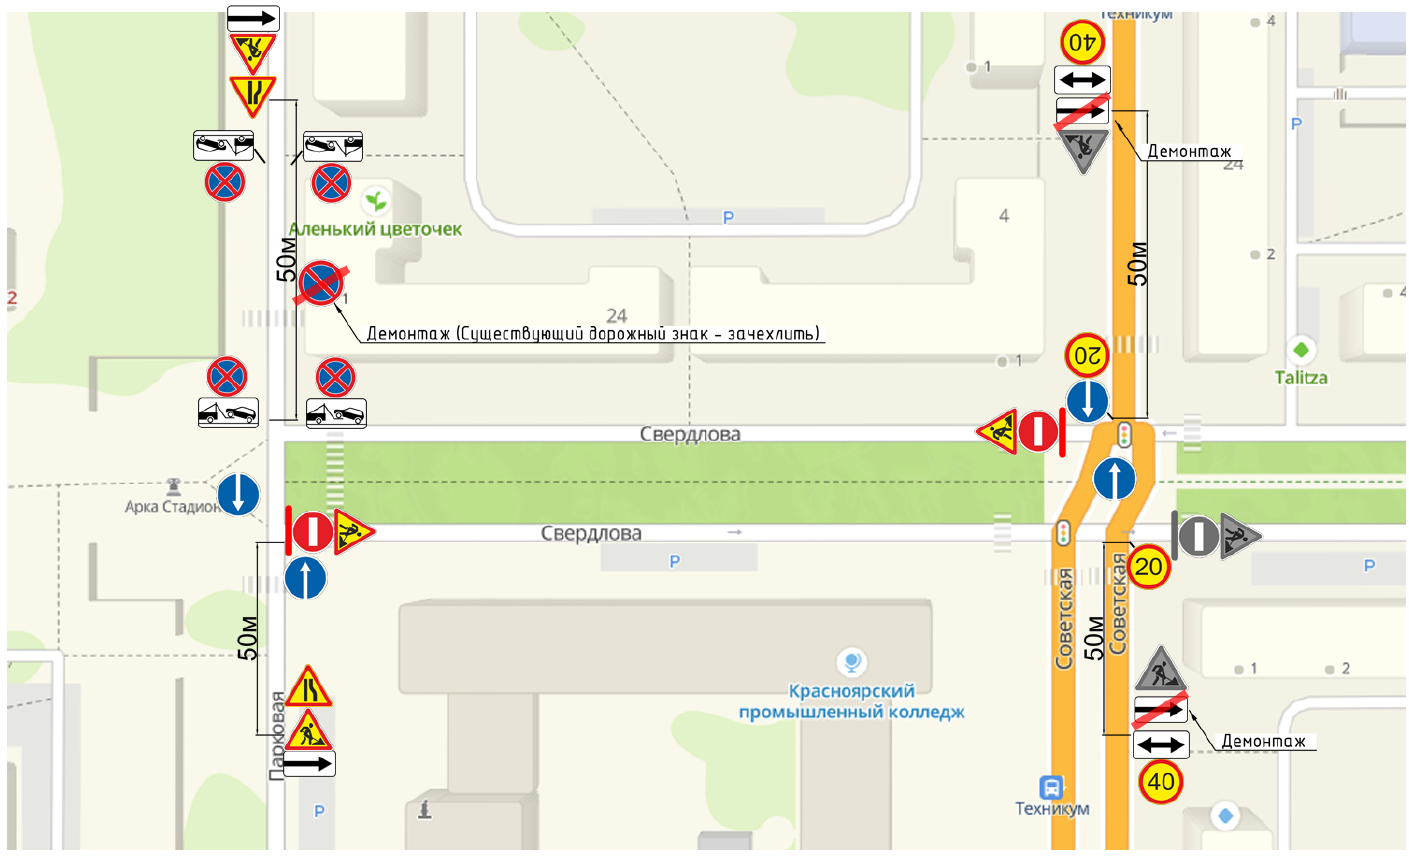 Техникум
4
40
1
P
Демонтаж
24
Аленький цветочек
4
P
50м
50м
2
2
1
4
24
Демонтаж (Существующий дорожный знак - зачехлить)
20
1
Talitza
Свердлова
Арка Стадион
Свердлова
P
20
P
50м
50м
Советская
Советская
1
2
Красноярский
промышленный колледж
Парковая
Демонтаж
40
Техникум
P